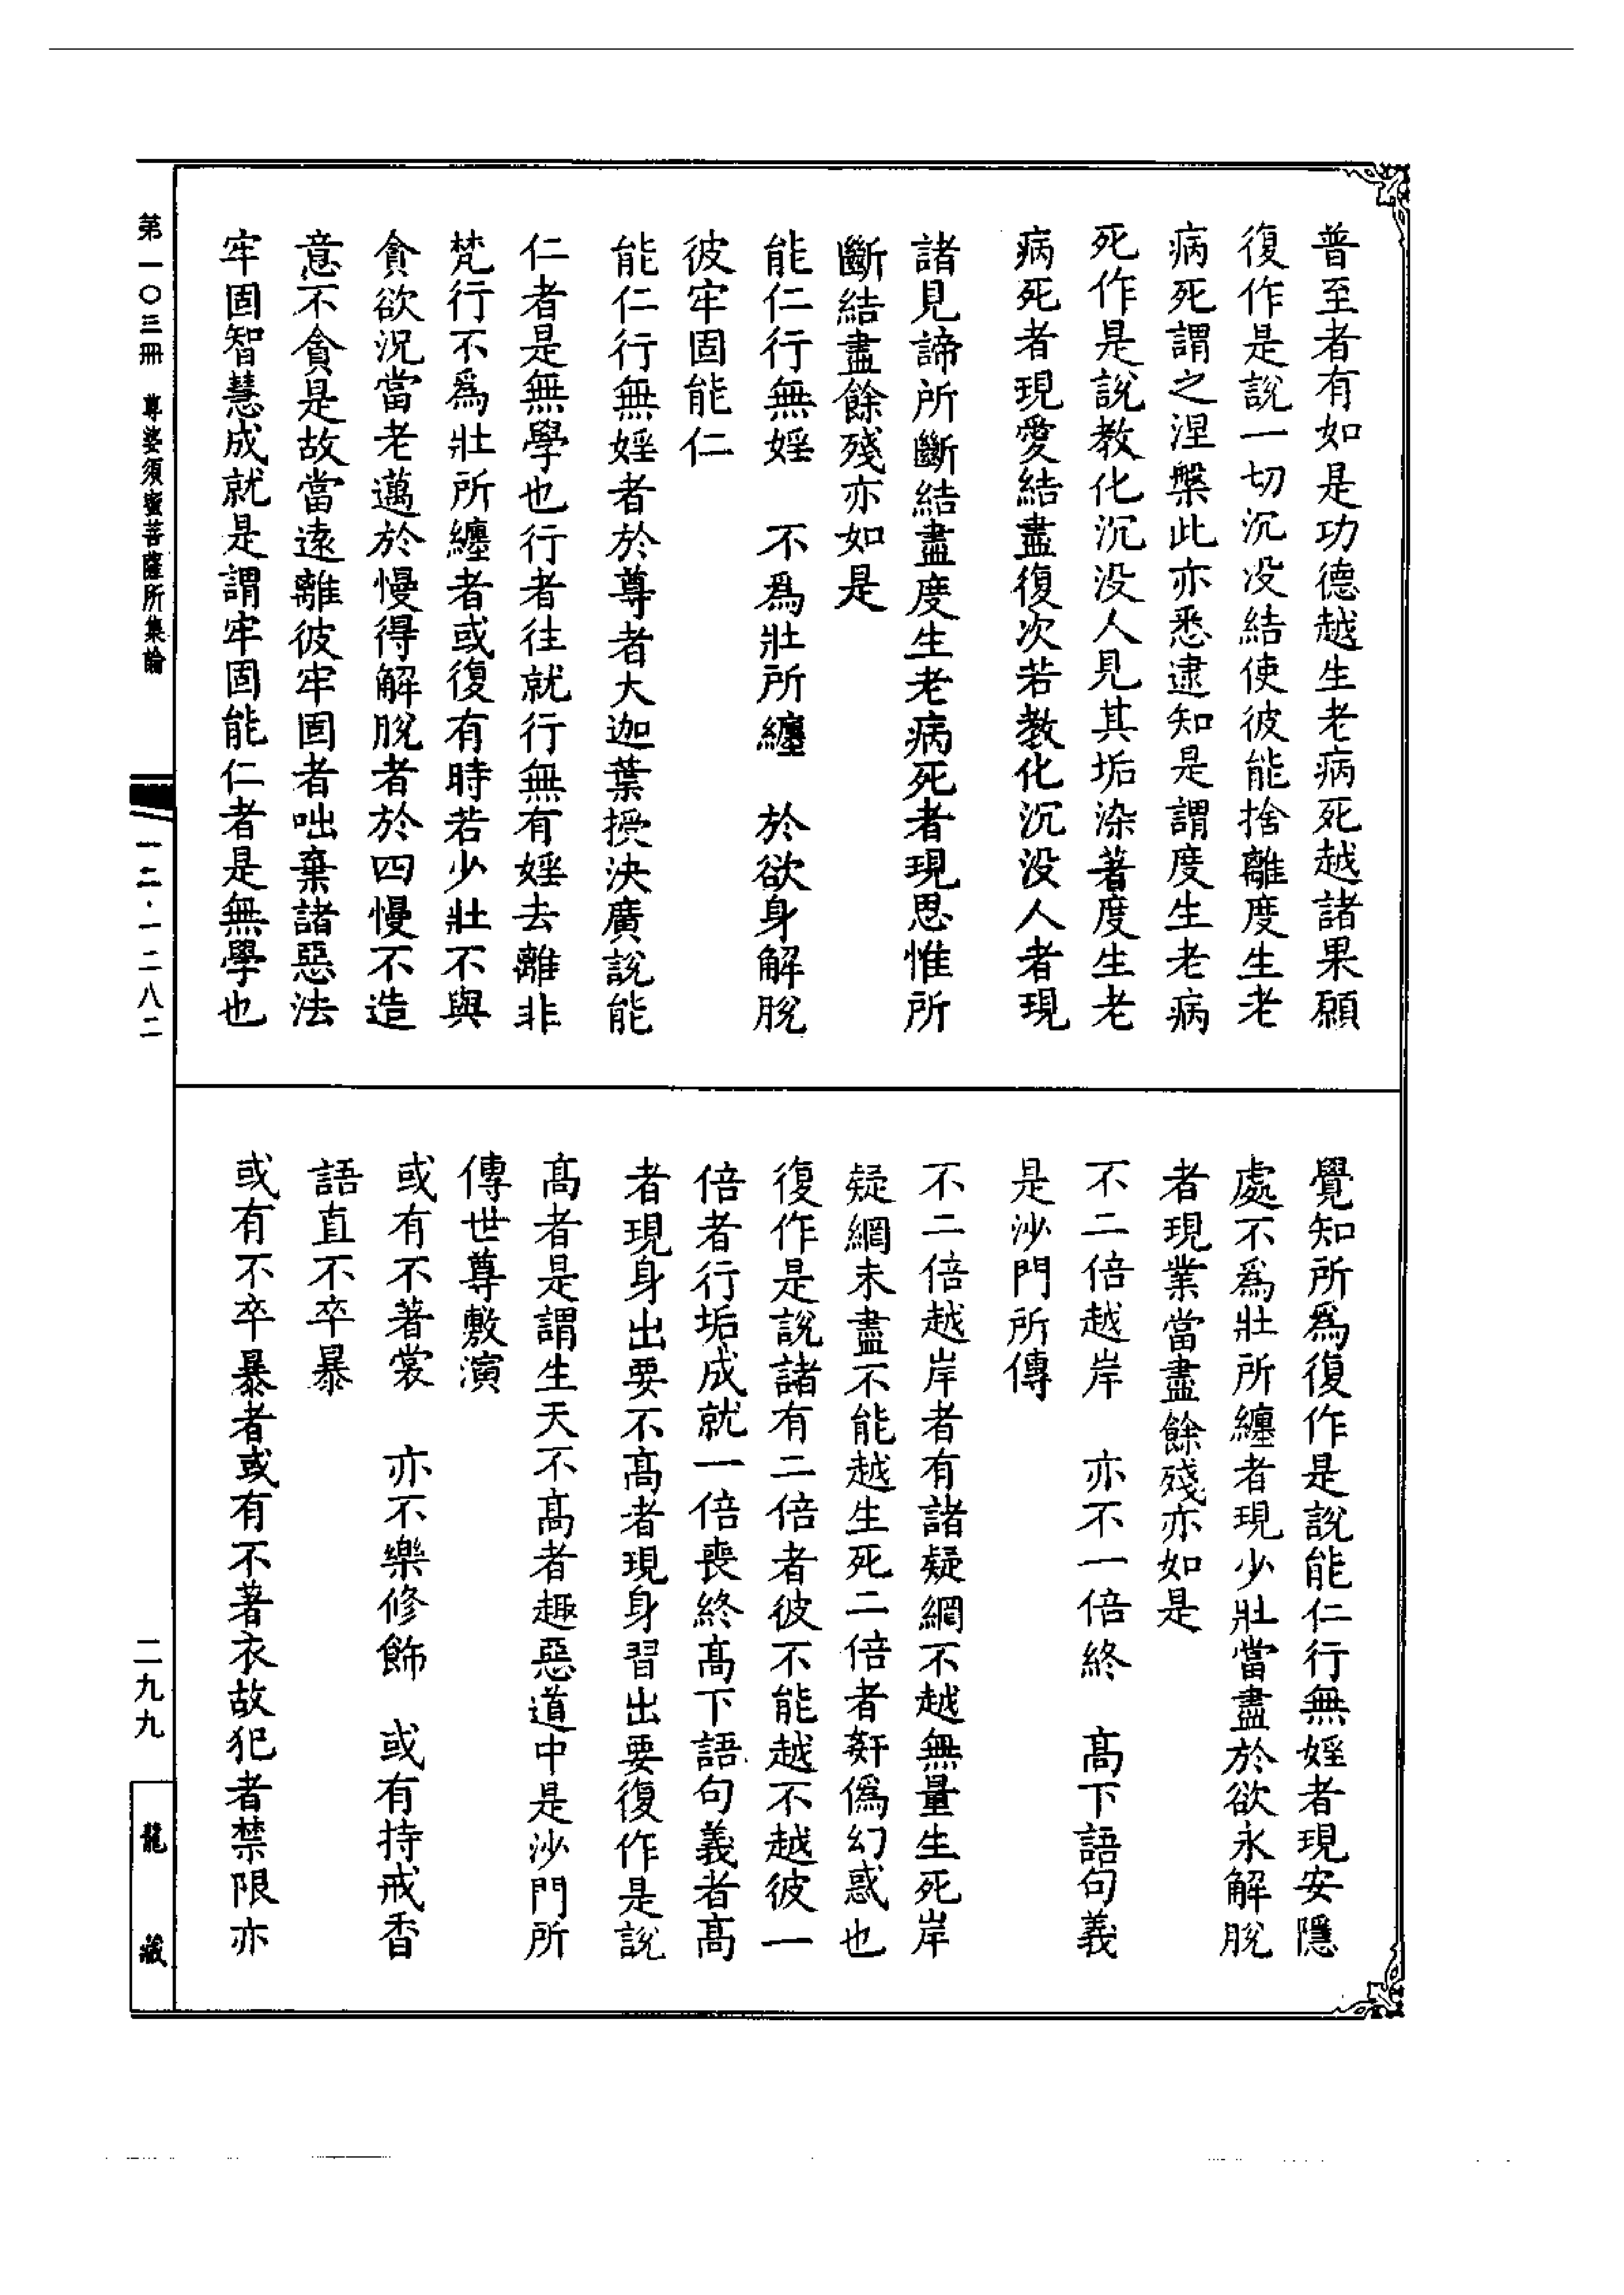 普至者有如是功德越生老病死越諸果願
復作是説一切沉没結使彼能捨離度生老
病死謂之涅槃此亦悉逮知是謂度生老病
死作是説教化沉没人見其垢染著度生老
病死者現愛結盡復次若教化沉没人者現
諸見諦所斷結盡度生老病死者現思惟所
斷結盡餘殘亦如是
能仁行無婬　不爲壯所纏　於欲身解脫
彼牢固能仁
能仁行無婬者於尊者大迦葉授決廣説能
仁者是無學也行者往就行無有婬去離非
梵行不爲壯所纏者或復有時若少壯不與
貪欲況當老邁於慢得解脫者於四慢不造
意不貪是故當遠離彼牢固者咄棄諸惡法
牢固智慧成就是謂牢固能仁者是無學也
覺知所爲復作是説能仁行無婬者現安隱
處不爲壯所纏者現少壯當盡於欲永解脫
者現業當盡餘殘亦如是
不二倍越岸　亦不一倍終　髙下語句義
是沙門所傳
不二倍越岸者有諸疑網不越無量生死岸
疑網未盡不能越生死二倍者姧僞幻惑也
復作是説諸有二倍者彼不能越不越彼一
倍者行垢成就一倍喪終髙下語句義者髙
者現身出要不髙者現身習出要復作是説
髙者是謂生天不髙者趣惡道中是沙門所
傳世尊敷演
或有不著裳　亦不樂修飾　或有持戒香
語直不卒暴
或有不卒暴者或有不著衣故犯者禁限亦
第一〇三冊　尊婆須蜜菩薩所集論
一二·一二八二
二九九
龍藏